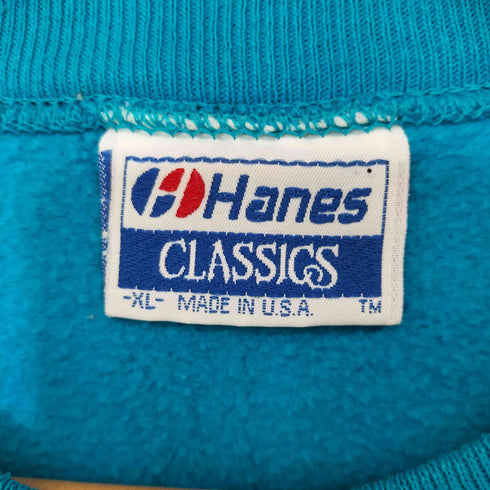 Hanes
CLASSICS
-XL- MADE IN U.S.A. TM